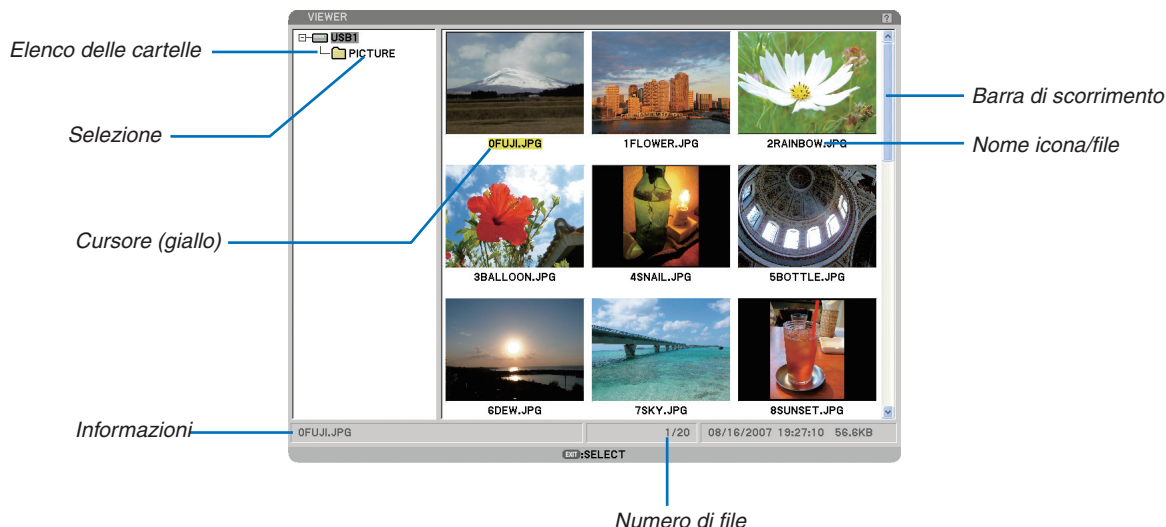 VIEWER
?
USB1
PICTURE
Elenco delle cartelle
Selezione
Cursore (giallo)
Informazioni
0FUJI.JPG 1FLOWER.JPG 2RAINBOW.JPG
3BALLOON.JPG 4SNAIL.JPG 5BOTTLE.JPG
6DEW.JPG 7SKY.JPG 8SUNSET.JPG
Barra di scorrimento
Nome icona/file
0FUJI.JPG 1/20 08/16/2007 19:27:10 56.6KB
EXIT:SELECT
Numero di file